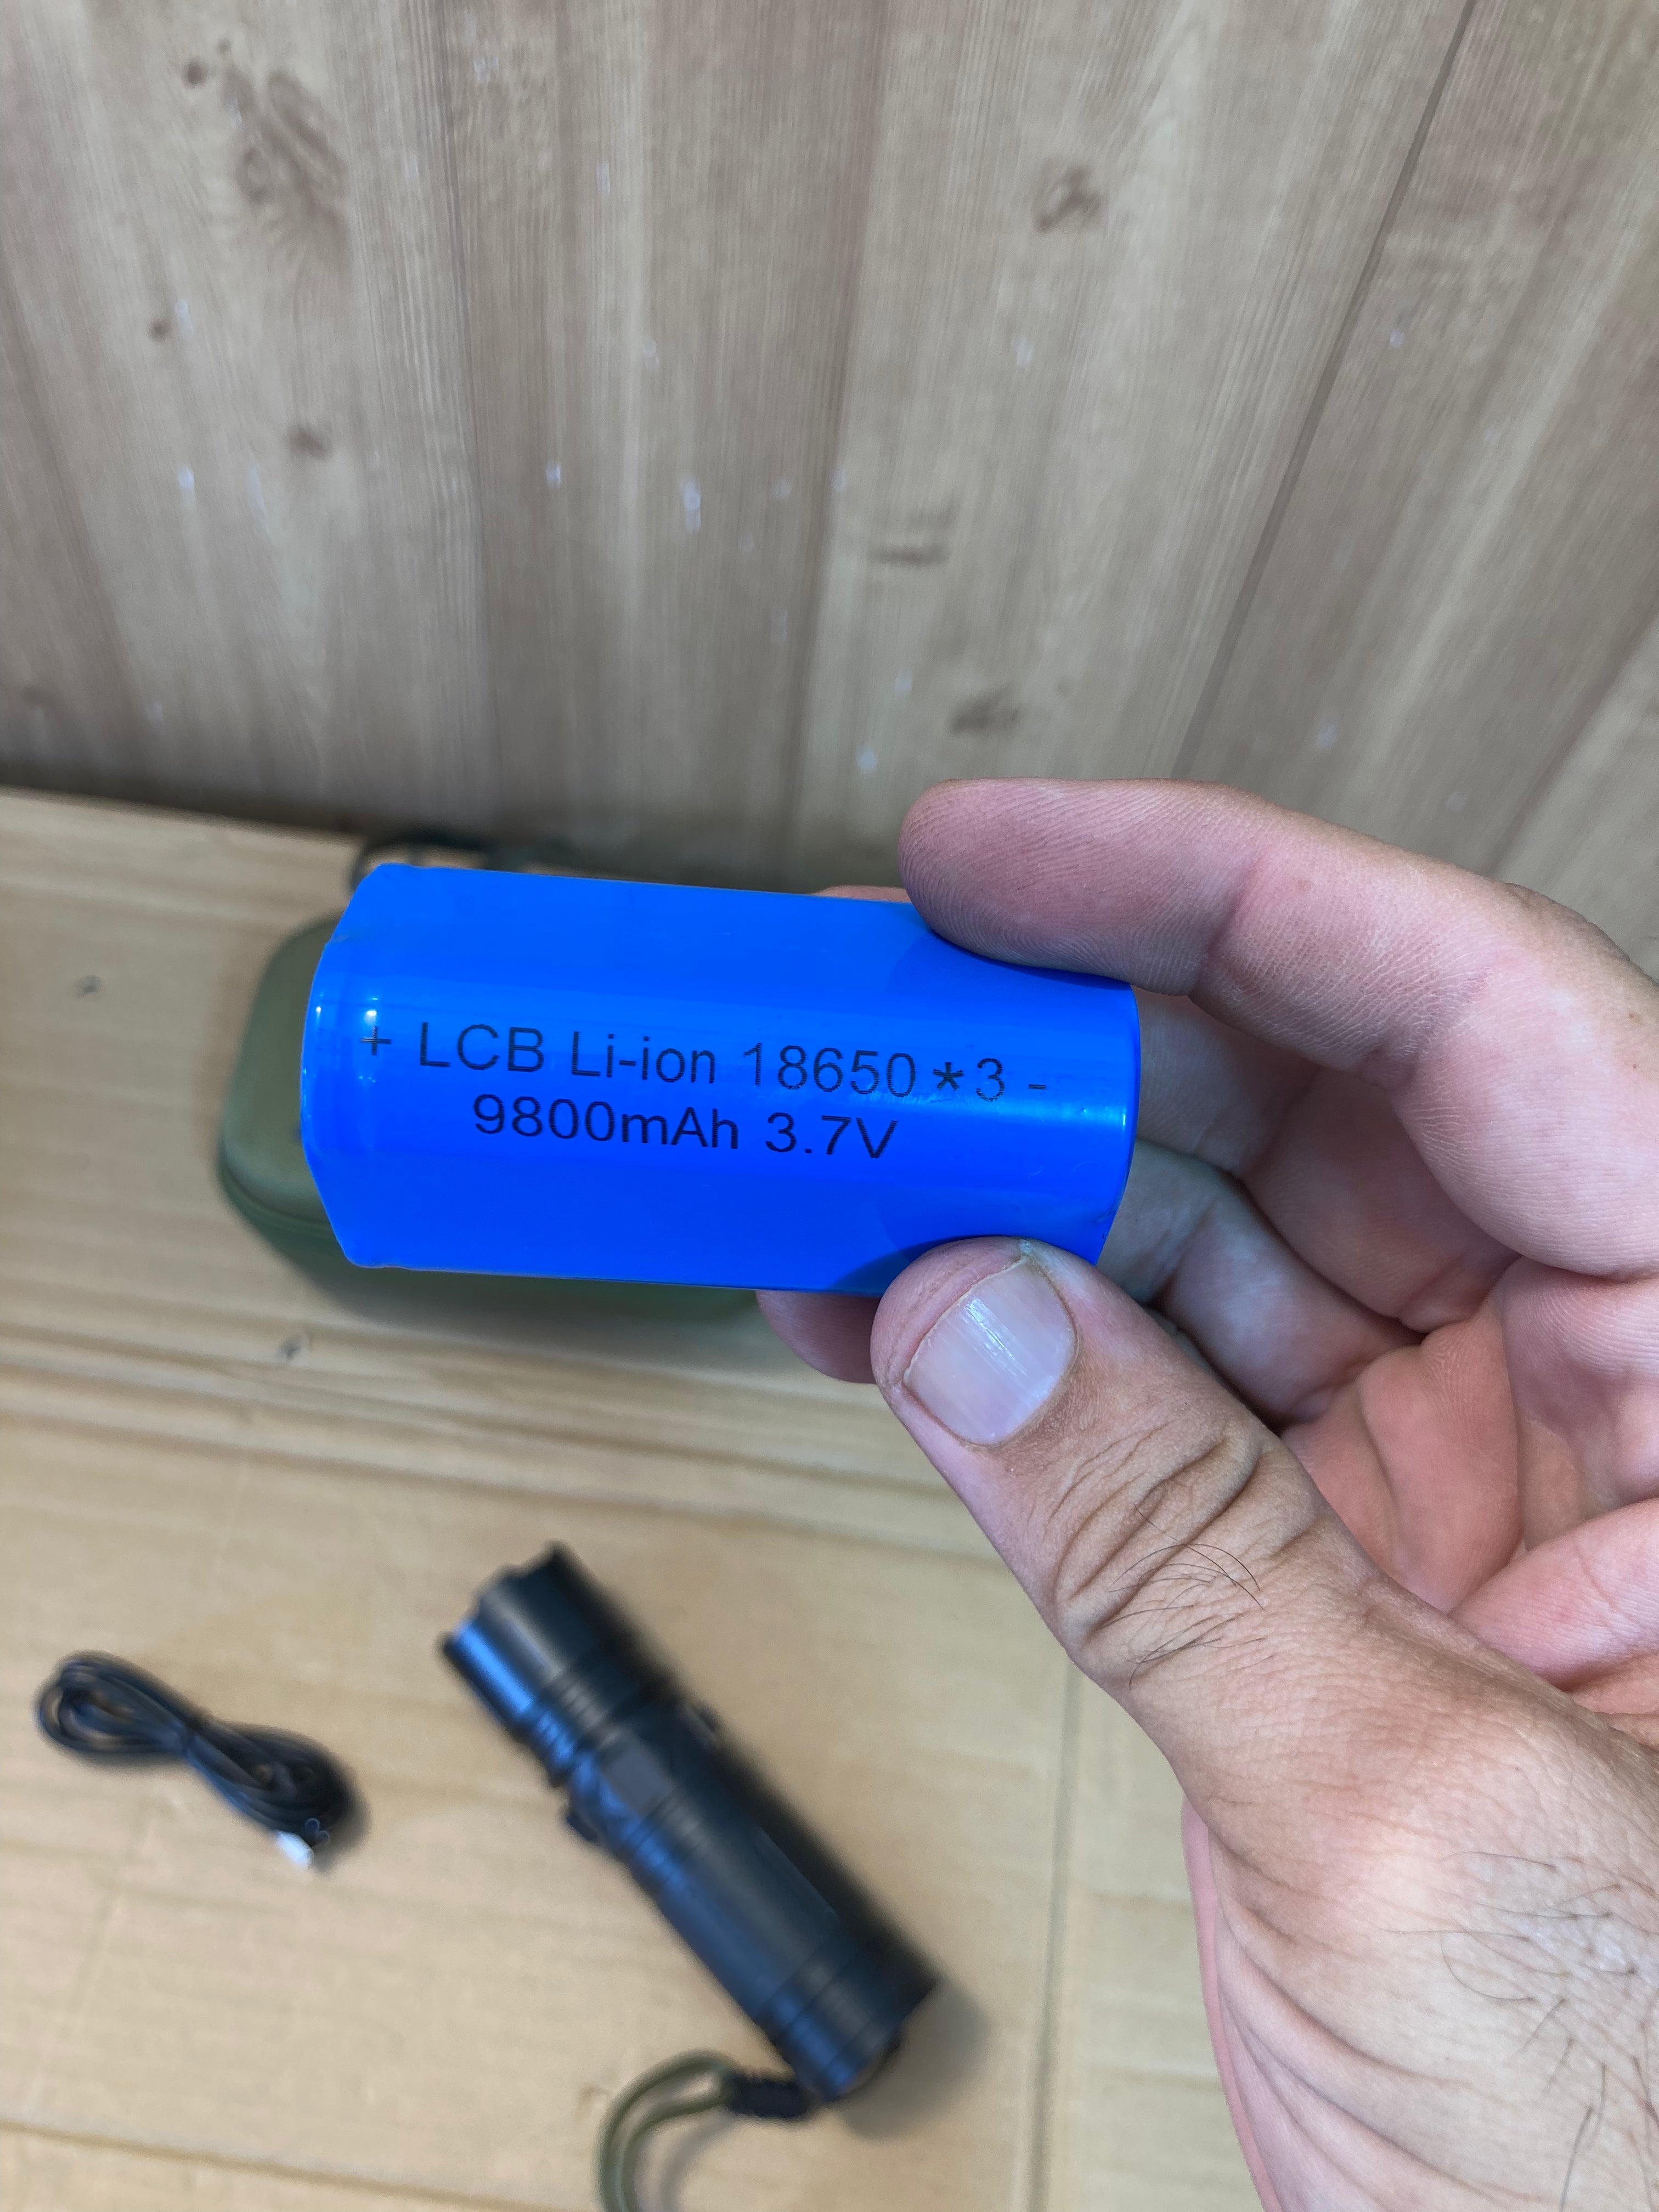 + LCB Li-ion 18650*3 -
9800mAh 3.7V